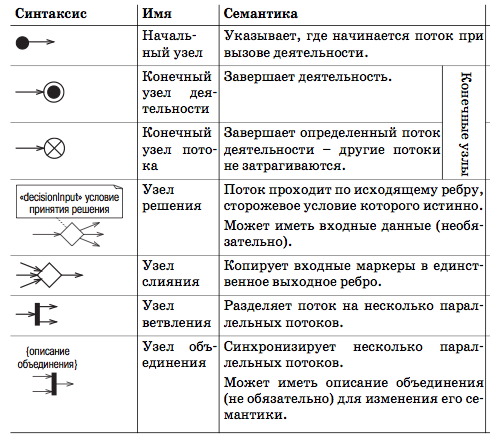 Синтаксис Имя Семантика
Началь-
ный узел
Указывает, где начинается поток при
вызове деятельности.
Конечный
узел дея-
тельности
Завершает деятельность.
Конечный
узел пото-
ка
Завершает определенный поток
деятельности – другие потоки
не затрагиваются.
Конечные узлы
«decisionInput» условие
принятия решения
Узел
решения
Поток проходит по исходящему ребру,
сторожевое условие которого истинно.
Может иметь входные данные (необя-
зательно).
Узел
слияния
Копирует входные маркеры в единст-
венное выходное ребро.
Узел
ветвления
Разделяет поток на несколько парал-
лельных потоков.
{описание
объединения}
Узел объ-
единения
Синхронизирует несколько парал-
лельных потоков.
Может иметь описание объединения
(не обязательно) для изменения его се-
мантики.